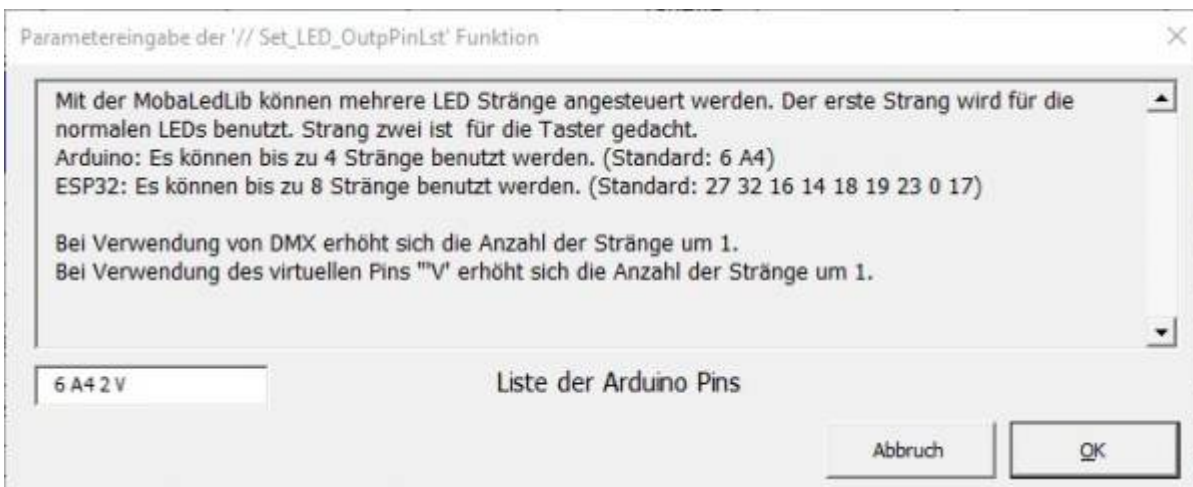 Parametereingabe der '// Set_LED_OutpPinLst' Funktion
Mit der MobaLedLib können mehrere LED Stränge angesteuert werden. Der erste Strang wird für die
normalen LEDs benutzt. Strang zwei ist für die Taster gedacht.
Arduino: Es können bis zu 4 Stränge benutzt werden. (Standard: 6 A4)
ESP32: Es können bis zu 8 Stränge benutzt werden. (Standard: 27 32 16 14 18 19 23 0 17)
Bei Verwendung von DMX erhöht sich die Anzahl der Stränge um 1.
Bei Verwendung des virtuellen Pins "'V' erhöht sich die Anzahl der Stränge um 1.
6 A4 2 V
Liste der Arduino Pins
Abbruch
OK